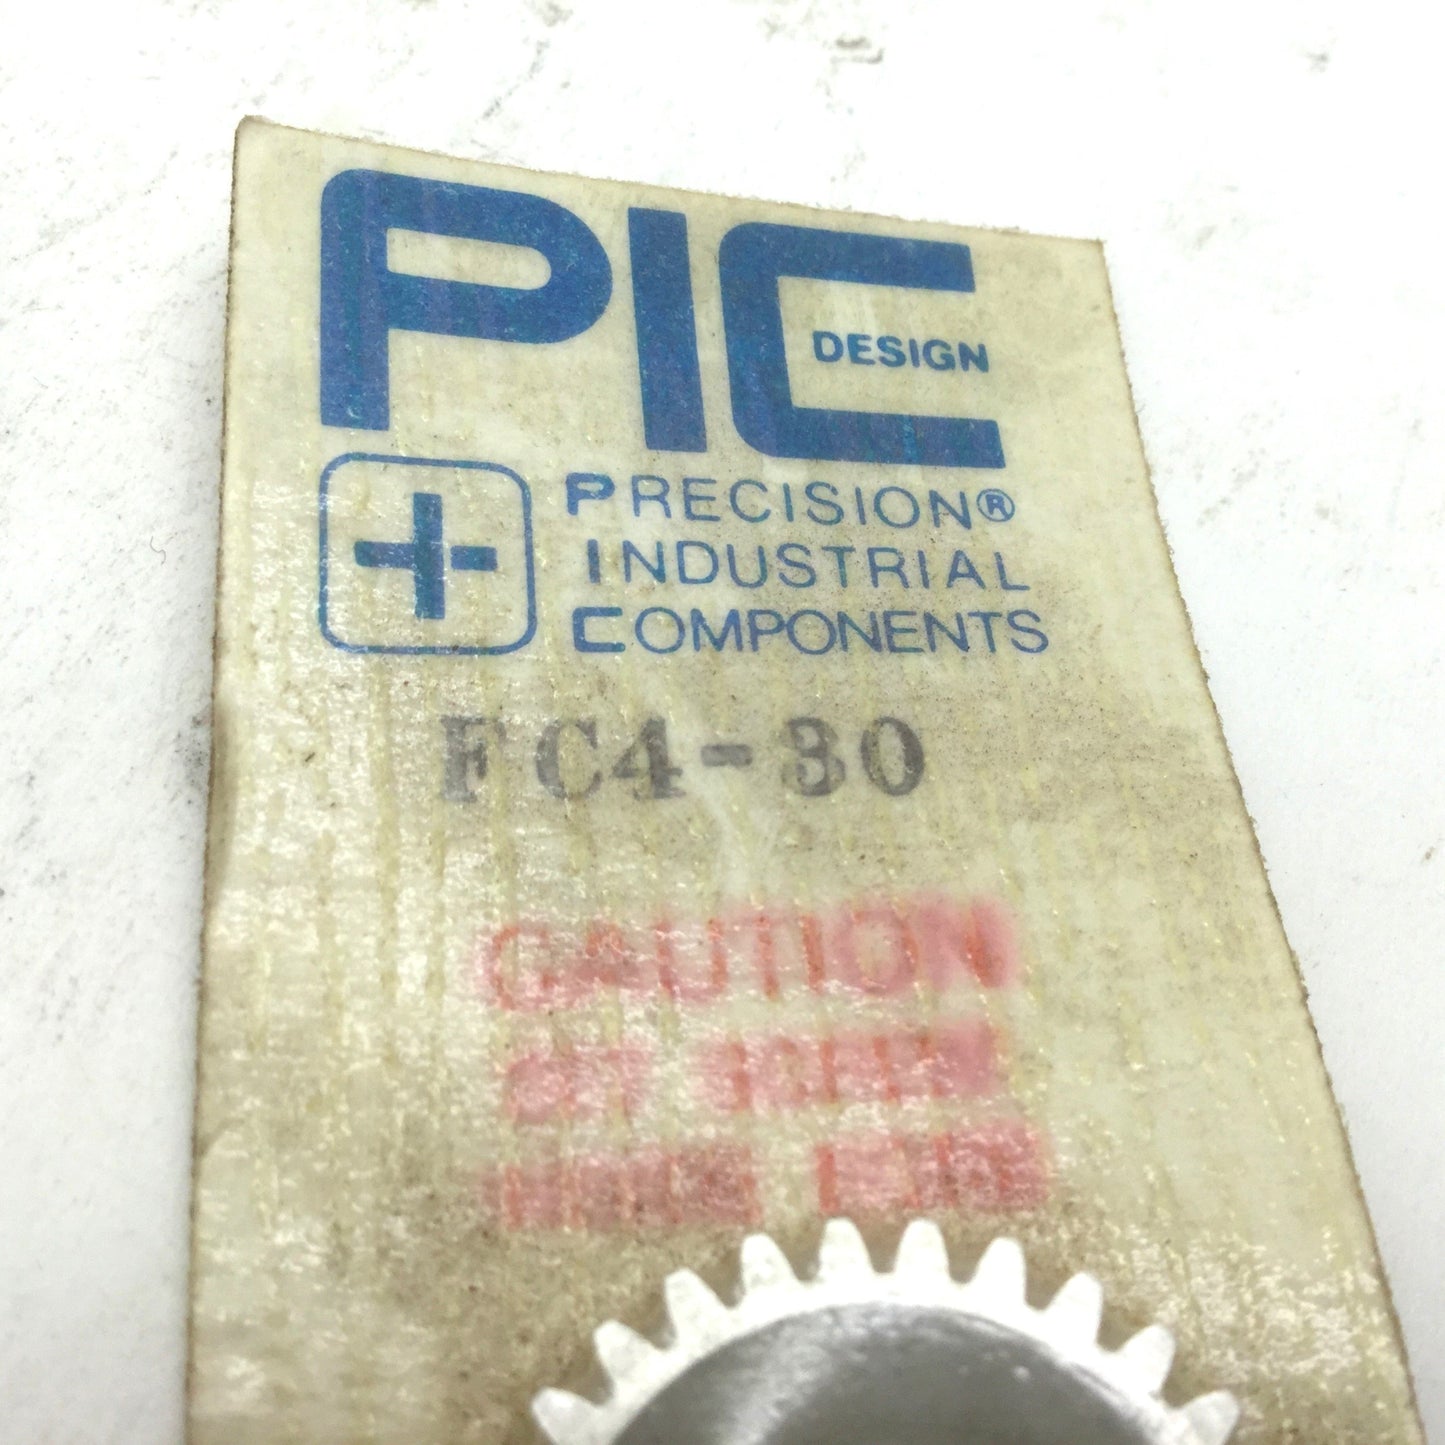 PIC
DESIGN
PRECISION®
INDUSTRIAL
COMPONENTS
FC4-30
CAUTION